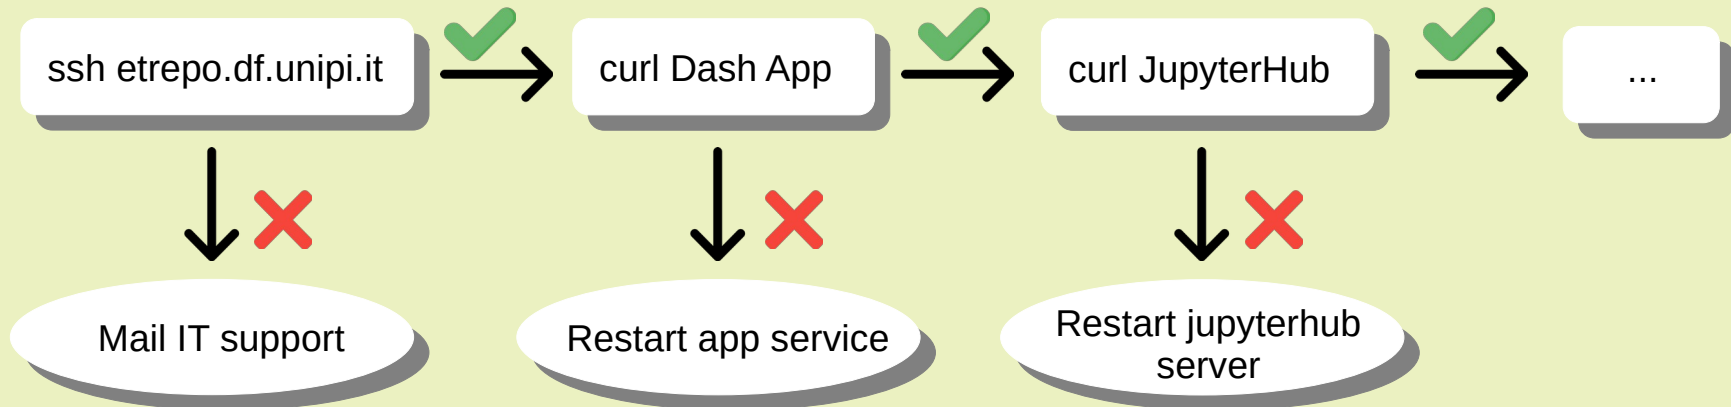 ssh etrepo.df.unipi.it
curl Dash App
curl JupyterHub
...
Mail IT support
Restart app service
Restart jupyterhub
server